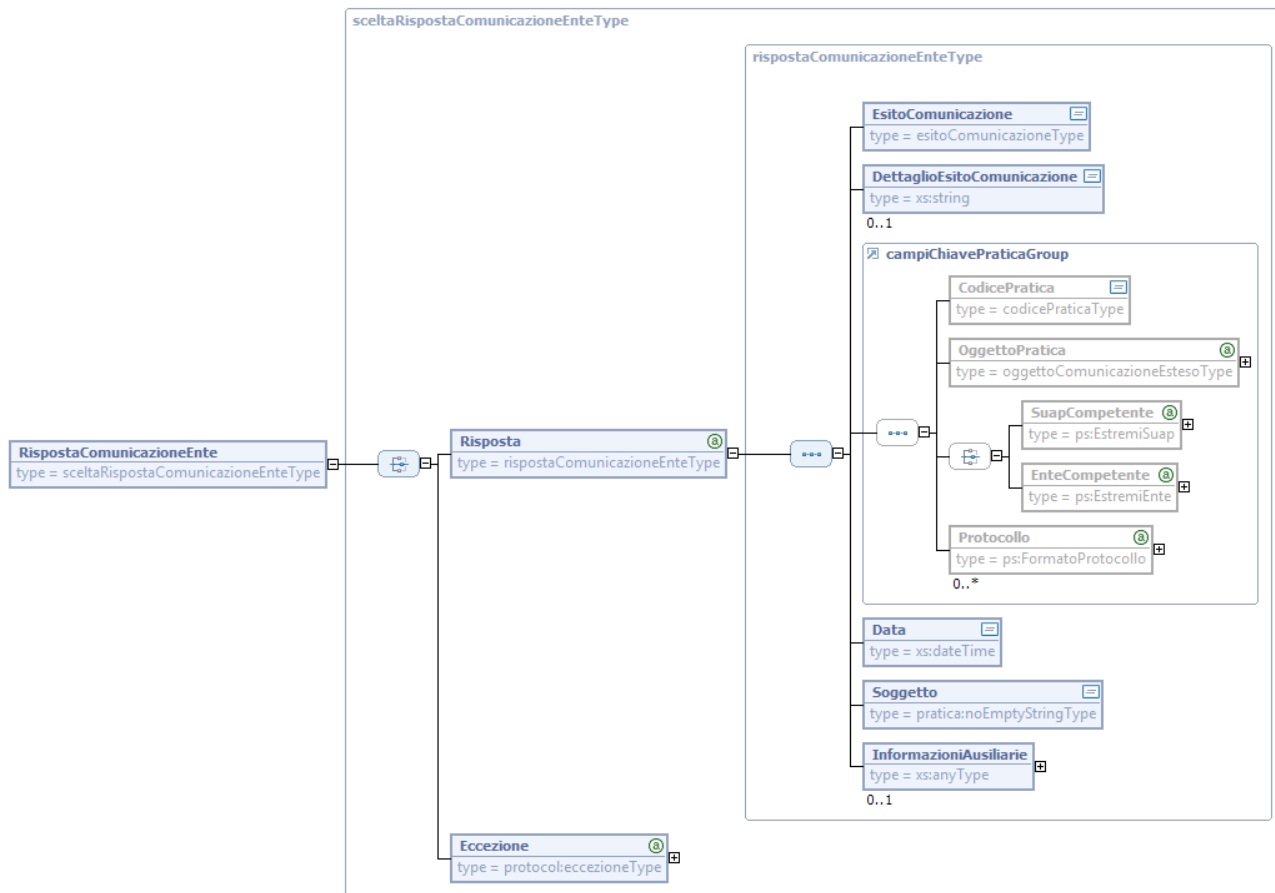 sceltaRispostaComunicazioneEnteType
rispostaComunicazioneEnteType
EsitoComunicazione
type = esitoComunicazioneType
DettaglioEsitoComunicazione
type = xs:string
0..1
campiChiavePraticaGroup
CodicePratica
type = codicePraticaType
OggettoPratica
type = oggettoComunicazioneEstesoType
SuapCompetente
type = ps:EstremiSuap
EnteCompetente
type = ps:EstremiEnte
Protocollo
type = ps:FormatoProtocollo
0..*
RispostaComunicazioneEnte
type = sceltaRispostaComunicazioneEnteType
Risposta
type = rispostaComunicazioneEnteType
Data
type = xs:dateTime
Soggetto
type = pratica:noEmptyStringType
InformazioniAusiliarie
type = xs:anyType
0..1
Eccezione
type = protocol:eccezioneType